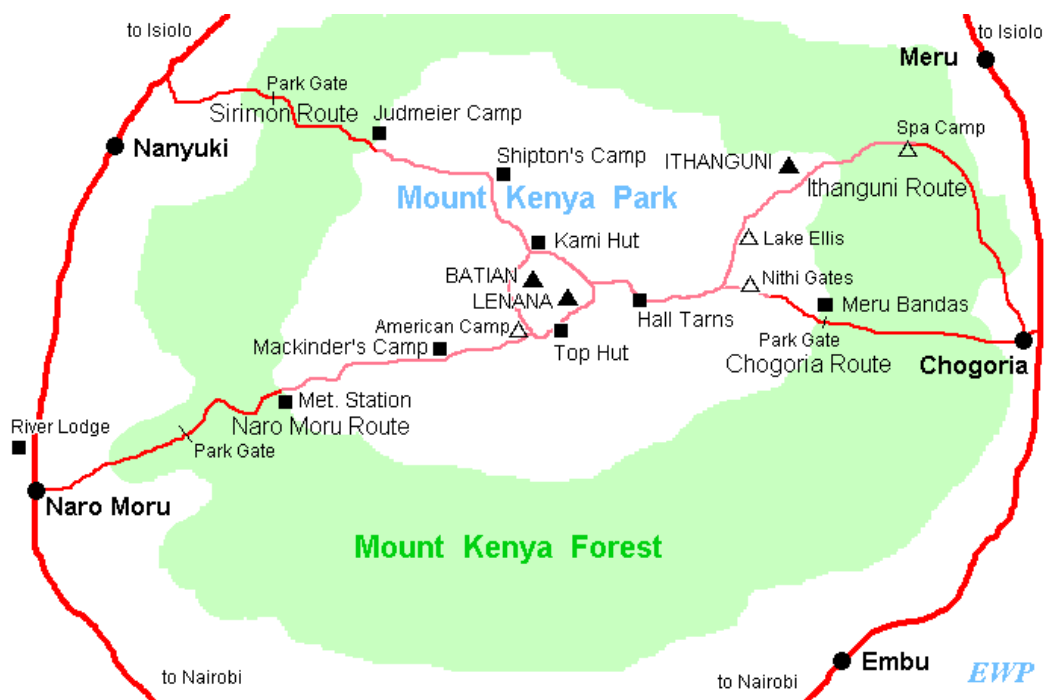 to Isiolo
to Isiolo
Meru
Park Gate
Sirimon Route
Judmeier Camp
Spa Camp
Nanyuki
Shipton's Camp
ITHANGUNI
Ithanguni Route
Mount Kenya Park
Kami Hut
Lake Ellis
BATIAN
Nithi Gates
LENANA
Meru Bandas
Hall Tarns
American Camp
Park Gate
Mackinder's Camp
Top Hut
Chogoria Route
Chogoria
Met. Station
River Lodge
Naro Moru Route
Park Gate
Naro Moru
Mount Kenya Forest
Embu
to Nairobi
to Nairobi
EWP